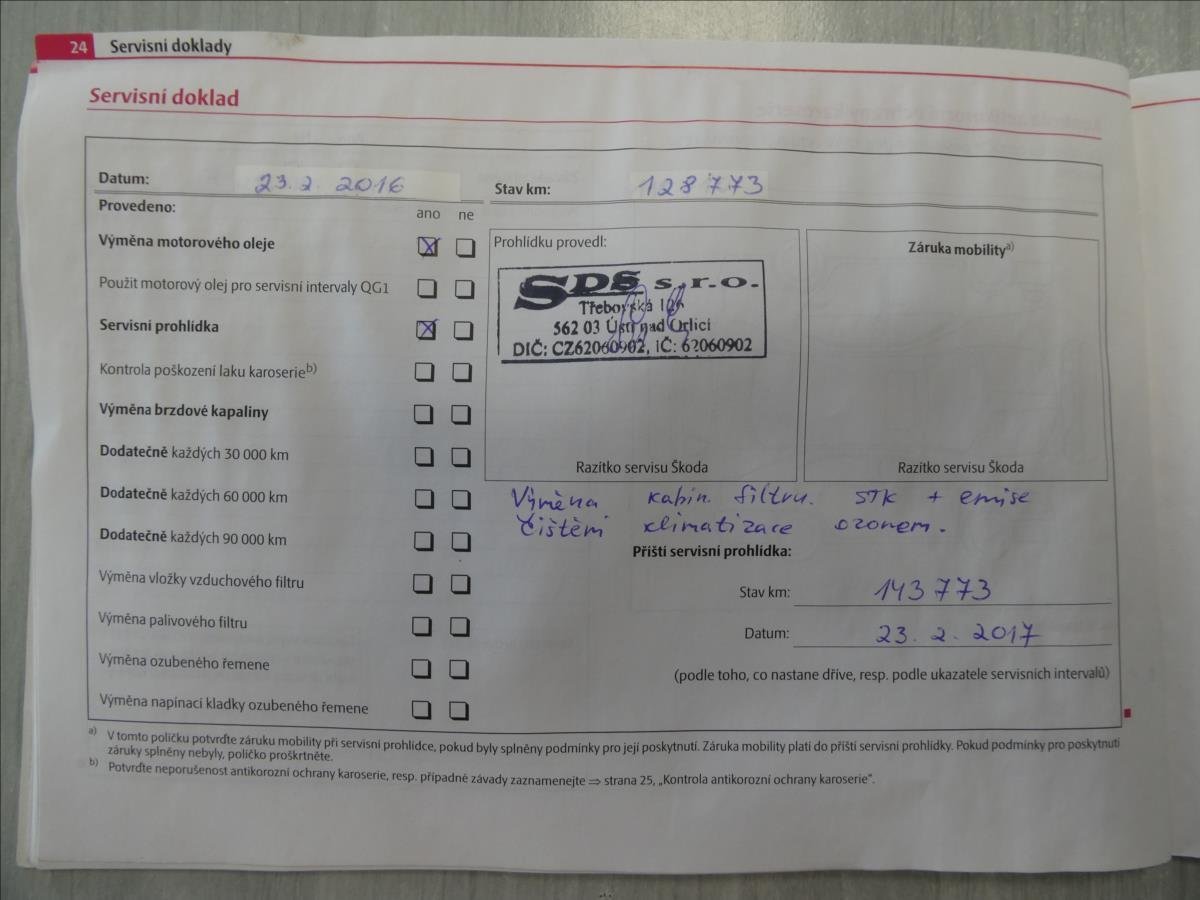 24 Servisní doklady
Servisní doklad
Datum: 23. 2. 2016 Stav km: 128 773
Provedeno: ano ne
Výměna motorového oleje
Použit motorový olej pro servisní intervaly QG1
Servisní prohlídka
Kontrola poškození laku karoserie b)
Výměna brzdové kapaliny
Dodatečně každých 30 000 km
Dodatečně každých 60 000 km
Dodatečně každých 90 000 km
Výměna vložky vzduchového filtru
Výměna palivového filtru
Výměna ozubeného řemene
Výměna napínací kladky ozubeného řemene
Prohlídku provedl:
SDS s.r.o.
Třebovská
562 03 Ústí nad Orlicí
DIČ: CZ62060902, IČ: 62060902
Razítko servisu Škoda
Záruka mobility a)
Razítko servisu Škoda
Výměna kabin. filtru. STK + emise
Čištění klimatizace ozonem.
Příští servisní prohlídka:
Stav km: 143 773
Datum: 23. 2. 2017
(podle toho, co nastane dříve, resp. podle ukazatele servisních intervalů)
a) V tomto políčku potvrďte záruku mobility při servisní prohlídce, pokud byly splněny podmínky pro její poskytnutí. Záruka mobility platí do příští servisní prohlídky. Pokud podmínky pro poskytnutí
záruky splněny nebyly, políčko proškrtněte.
b) Potvrďte neporušenost antikorozní ochrany karoserie, resp. případné závady zaznamenejte ⇒ strana 25, „Kontrola antikorozní ochrany karoserie“.